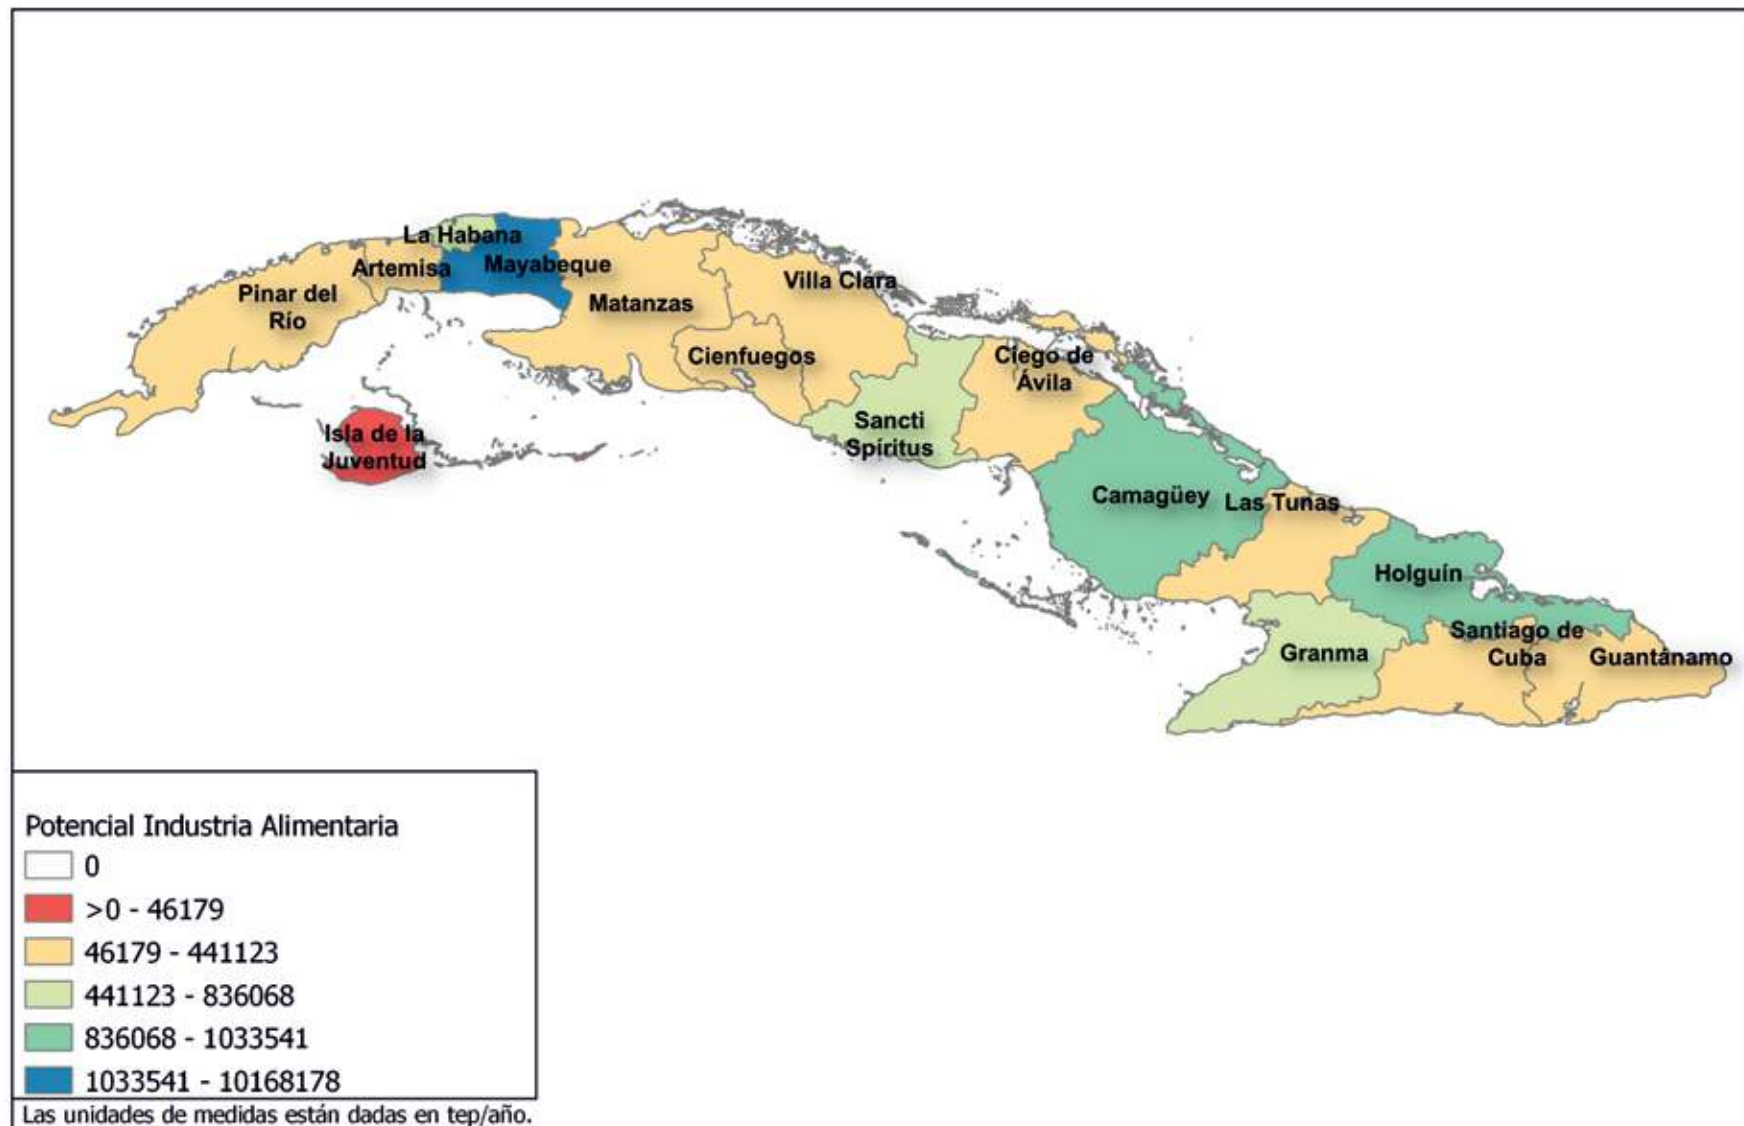 La Habana
Artemisa
Mayabeque
Pinar del
Río
Matanzas
Villa Clara
Cienfuegos
Ciego de
Ávila
Isla de la
Juventud
Sancti
Spíritus
Camagüey
Las Tunas
Holguín
Granma
Santiago de
Cuba
Guantánamo
Potencial Industria Alimentaria
0
>0 - 46179
46179 - 441123
441123 - 836068
836068 - 1033541
1033541 - 10168178
Las unidades de medidas están dadas en tep/año.